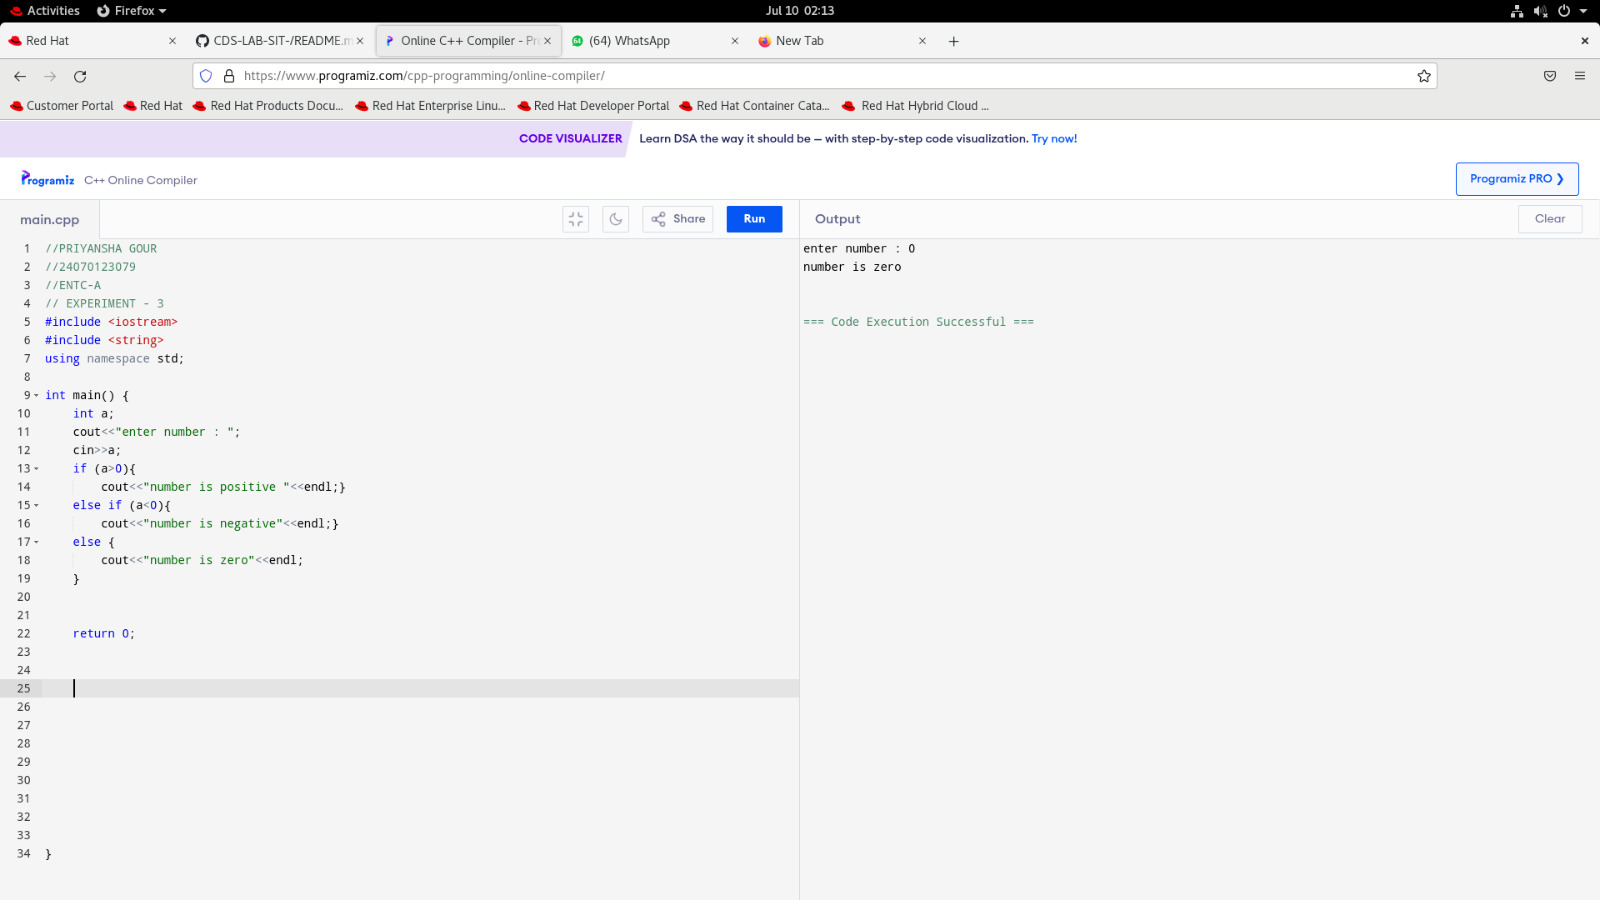 Activities Firefox Jul 10 02:13
Red Hat CDS-LAB-SIT-/README.m Online C++ Compiler - Pr (64) WhatsApp New Tab
https://www.programiz.com/cpp-programming/online-compiler/
Customer Portal Red Hat Red Hat Products Docu... Red Hat Enterprise Linu... Red Hat Developer Portal Red Hat Container Cata... Red Hat Hybrid Cloud ...
CODE VISUALIZER Learn DSA the way it should be — with step-by-step code visualization. Try now!
Programiz C++ Online Compiler Programiz PRO ❯
main.cpp Share Run Output Clear
1 //PRIYANSHA GOUR
2 //24070123079
3 //ENTC-A
4 // EXPERIMENT - 3
5 #include <iostream>
6 #include <string>
7 using namespace std;
8
9 int main() {
10 int a;
11 cout<<"enter number : ";
12 cin>>a;
13 if (a>0){
14 cout<<"number is positive "<<endl;}
15 else if (a<0){
16 cout<<"number is negative"<<endl;}
17 else {
18 cout<<"number is zero"<<endl;
19 }
20
21
22 return 0;
23
24
25
26
27
28
29
30
31
32
33
34 }
enter number : 0
number is zero
=== Code Execution Successful ===